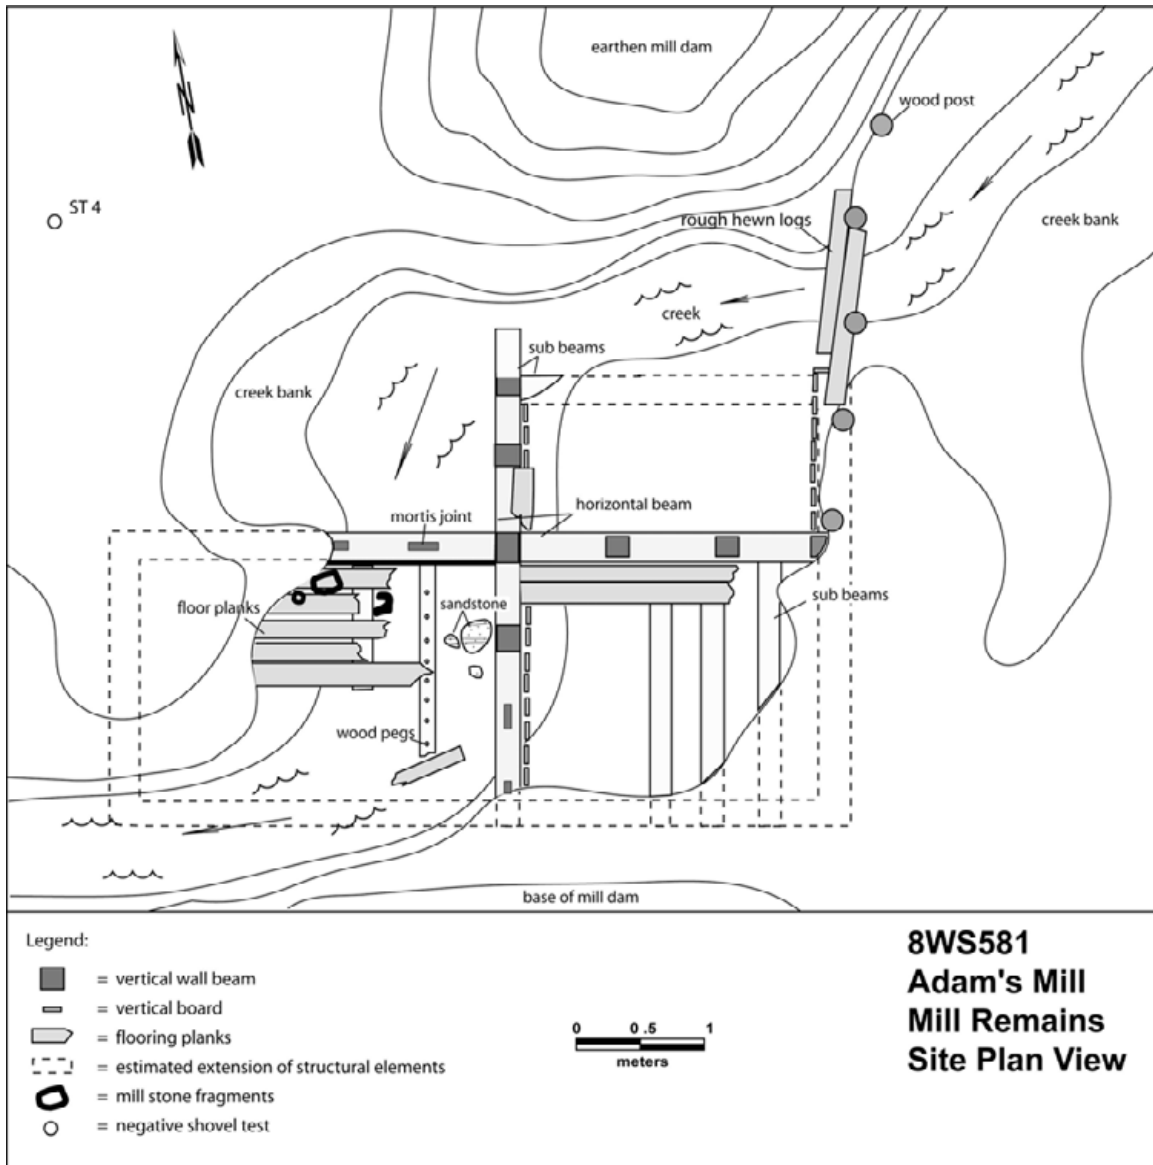 earthen mill dam
wood post
N
ST 4
rough hewn logs
creek bank
creek
sub beams
creek bank
horizontal beam
mortis joint
sandstone
floor planks
sub beams
wood pegs
base of mill dam
Legend:
= vertical wall beam
= vertical board
= flooring planks
= estimated extension of structural elements
= mill stone fragments
= negative shovel test
0 0 .5 1
meters
8WS581
Adam's Mill
Mill Remains
Site Plan View